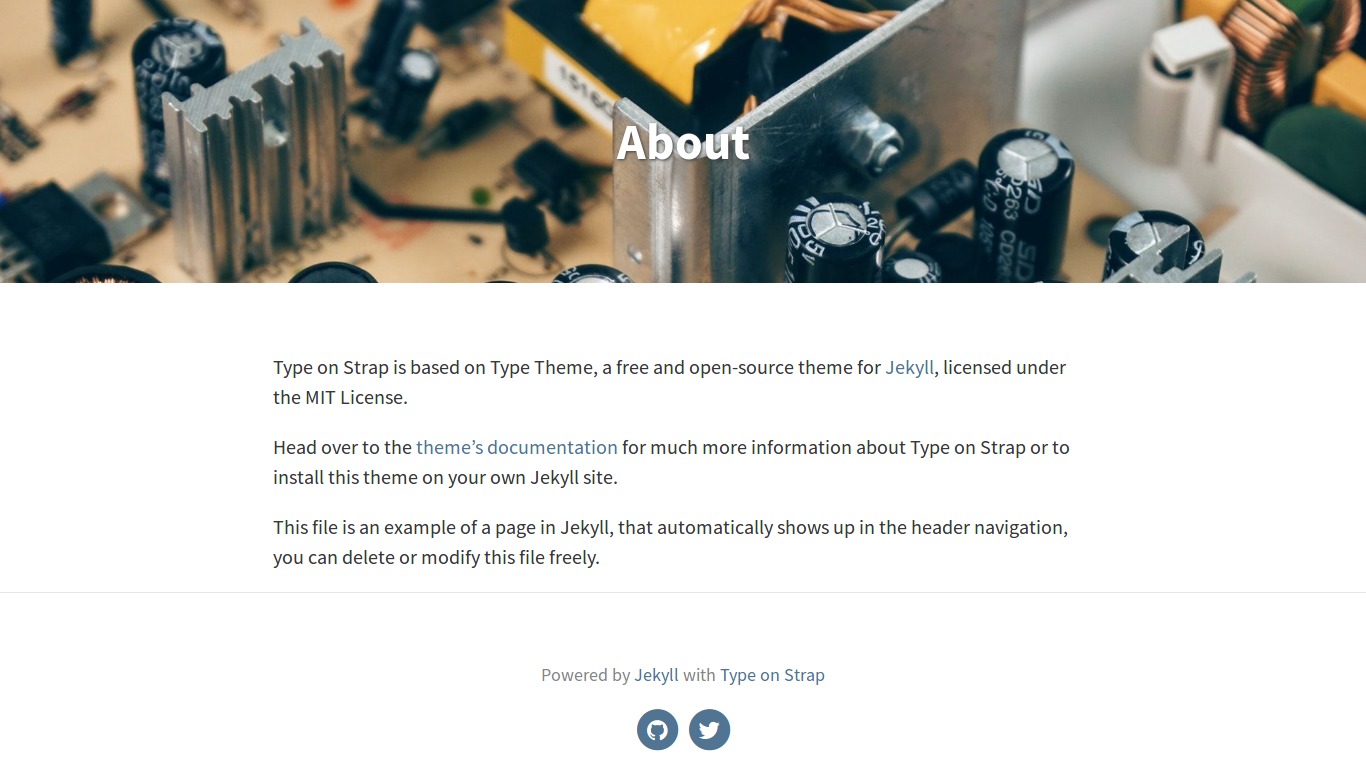 About
Type on Strap is based on Type Theme, a free and open-source theme for Jekyll, licensed under
the MIT License.
Head over to the theme’s documentation for much more information about Type on Strap or to
install this theme on your own Jekyll site.
This file is an example of a page in Jekyll, that automatically shows up in the header navigation,
you can delete or modify this file freely.
Powered by Jekyll with Type on Strap